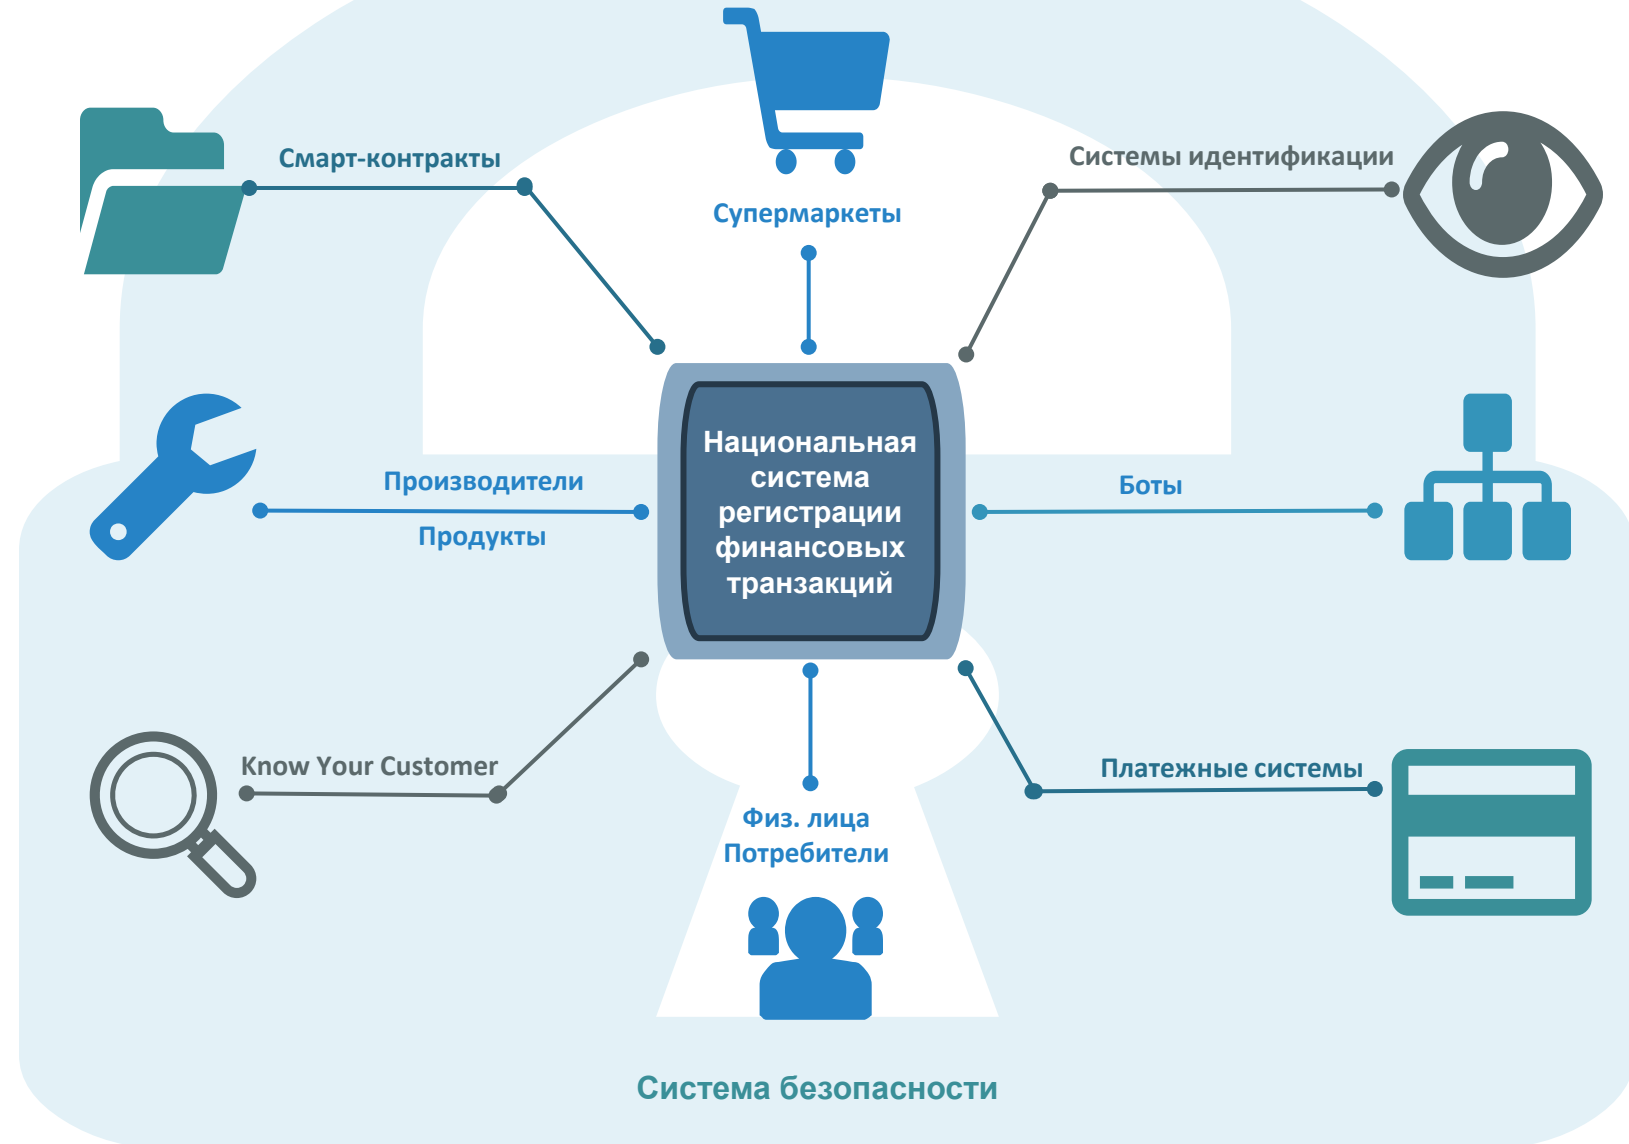 Смарт-контракты
Супермаркеты
Системы идентификации
Производители
Продукты
Национальная
система
регистрации
финансовых
транзакций
Боты
Know Your Customer
Платежные системы
Физ. лица
Потребители
Система безопасности